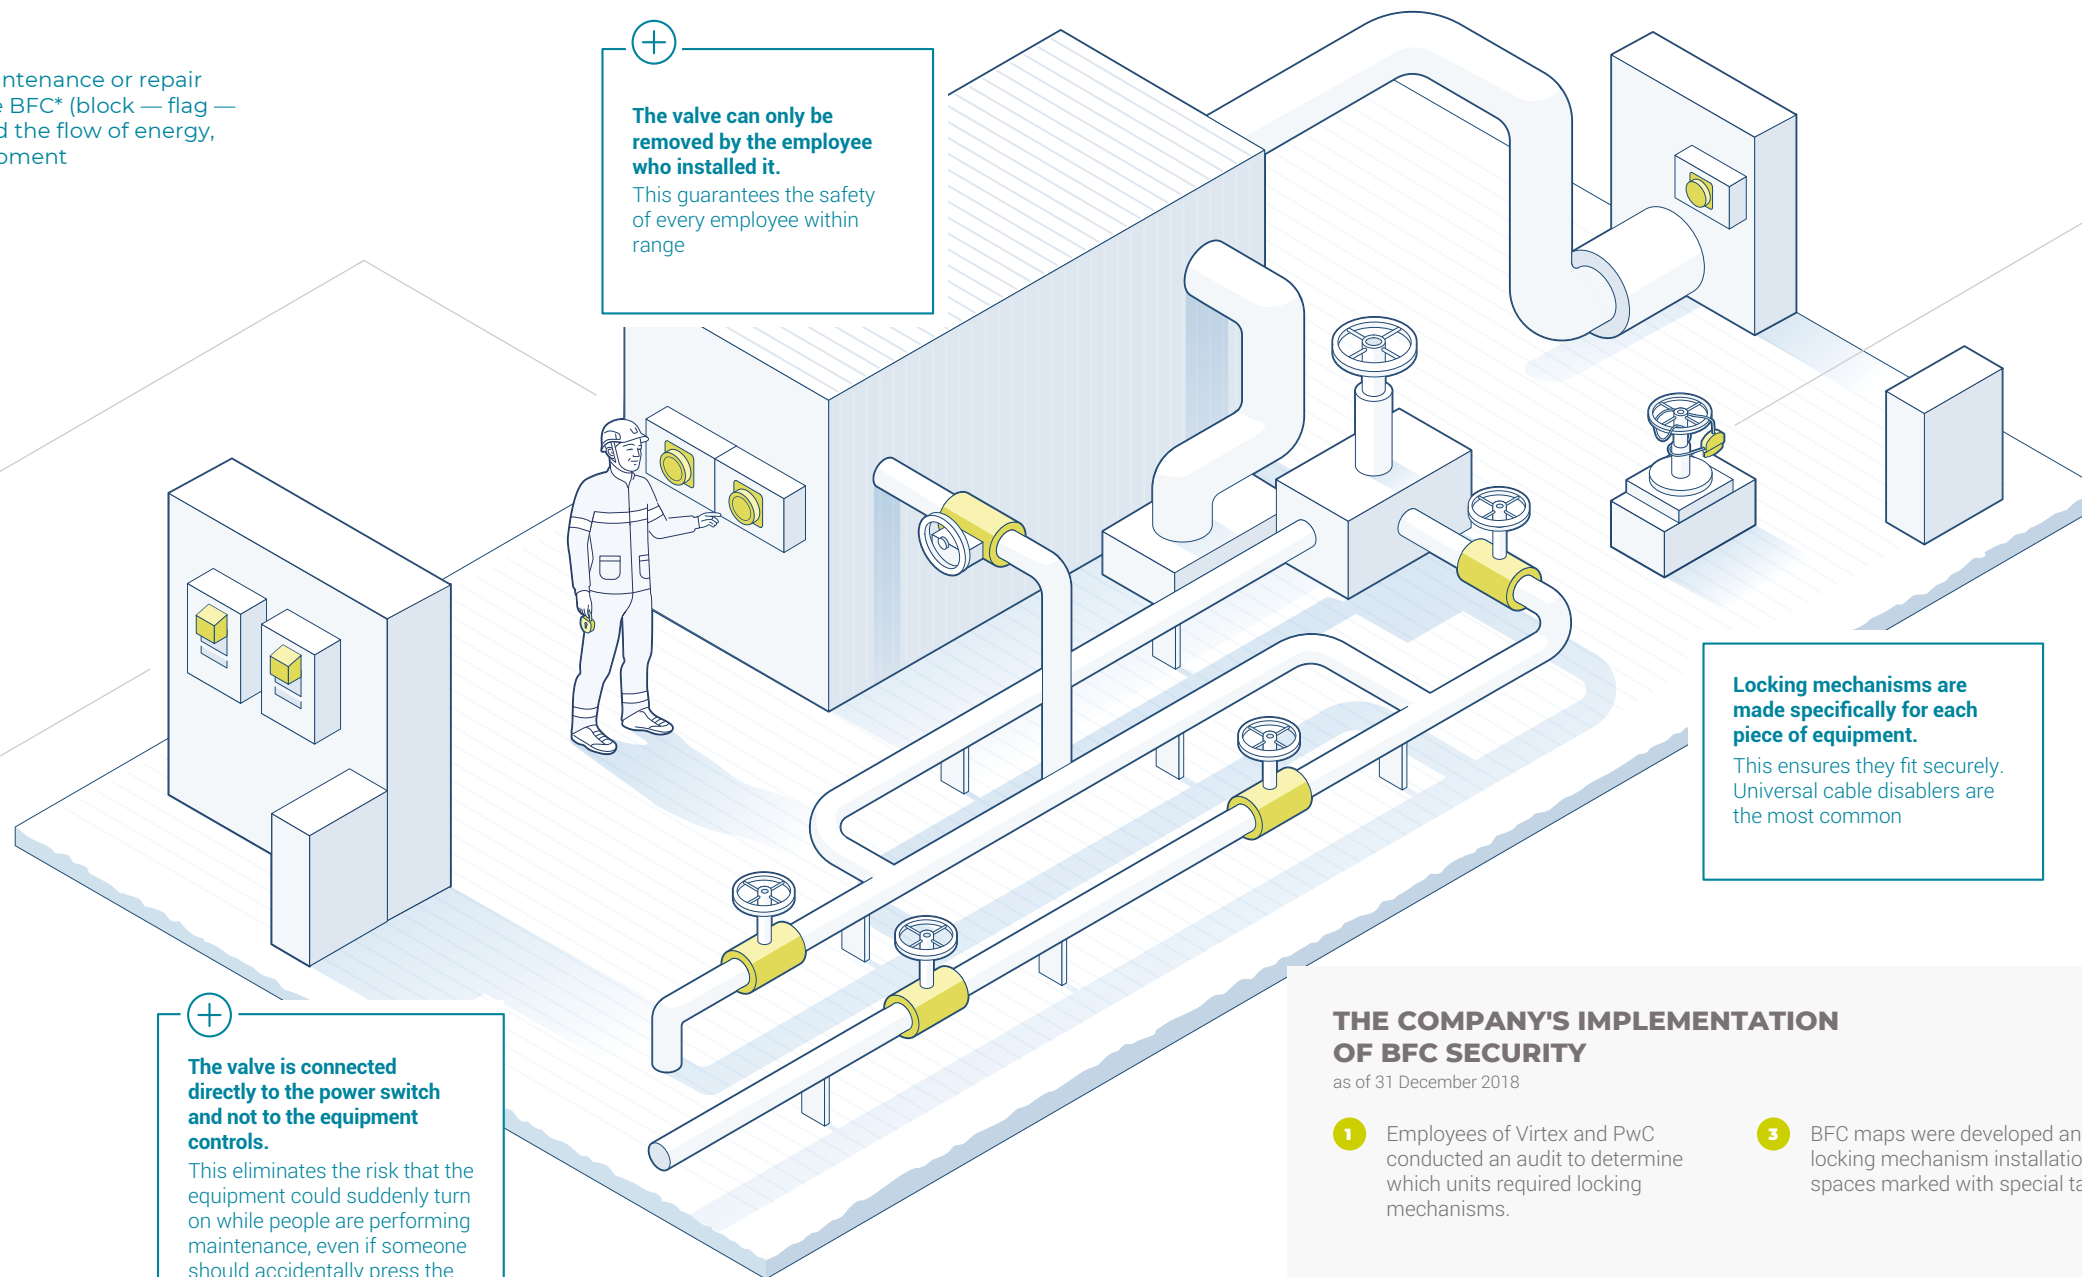 ntenance or repair
BFC* (block — flag —
the flow of energy,
The valve can only be
removed by the employee
who installed it.
This guarantees the safety
of every employee within
range
Locking mechanisms are
made specifically for each
piece of equipment.
This ensures they fit securely.
Universal cable disablers are
the most common
The valve is connected
directly to the power switch
and not to the equipment
controls.
This eliminates the risk that the
equipment could suddenly turn
on while people are performing
maintenance, even if someone
should accidentally press the
THE COMPANY'S IMPLEMENTATION
OF BFC SECURITY
as of 31 December 2018
1 Employees of Virtex and PwC
conducted an audit to determine
which units required locking
mechanisms.
3 BFC maps were developed an
locking mechanism installatio
spaces marked with special ta